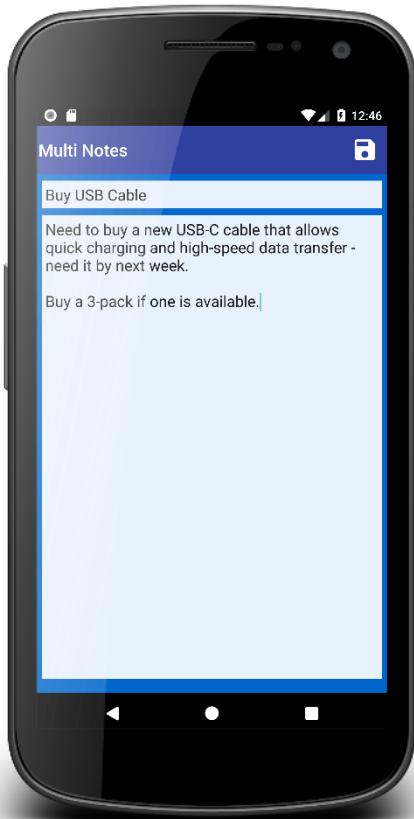 12:46
Multi Notes
Buy USB Cable
Need to buy a new USB-C cable that allows
quick charging and high-speed data transfer -
need it by next week.
Buy a 3-pack if one is available.